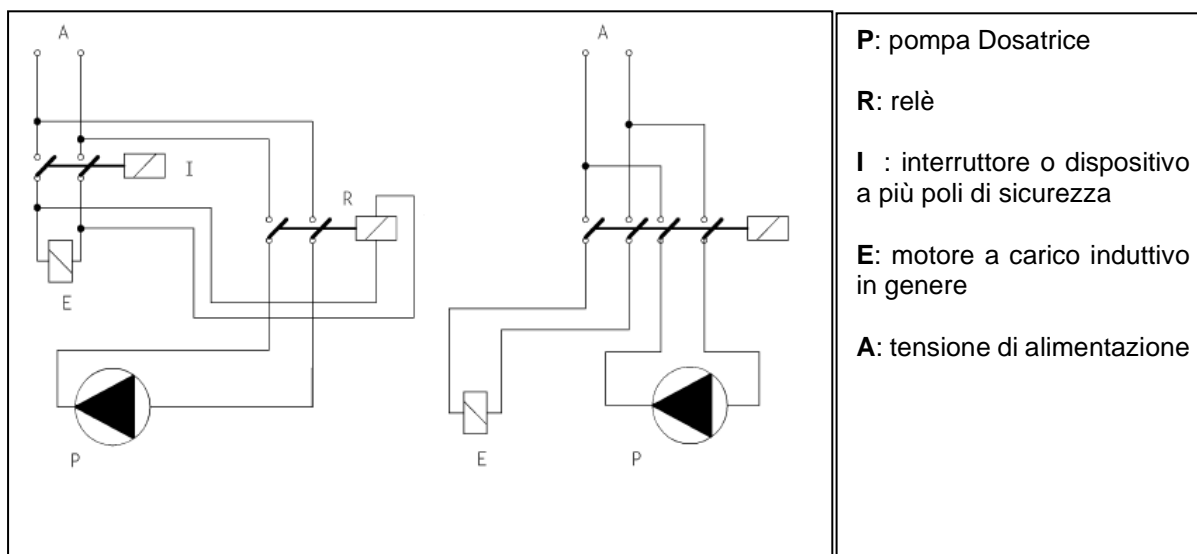 A
A
I
R
E
P
E
P
P: pompa Dosatrice
R: relè
I : interruttore o dispositivo
a più poli di sicurezza
E: motore a carico induttivo
in genere
A: tensione di alimentazione